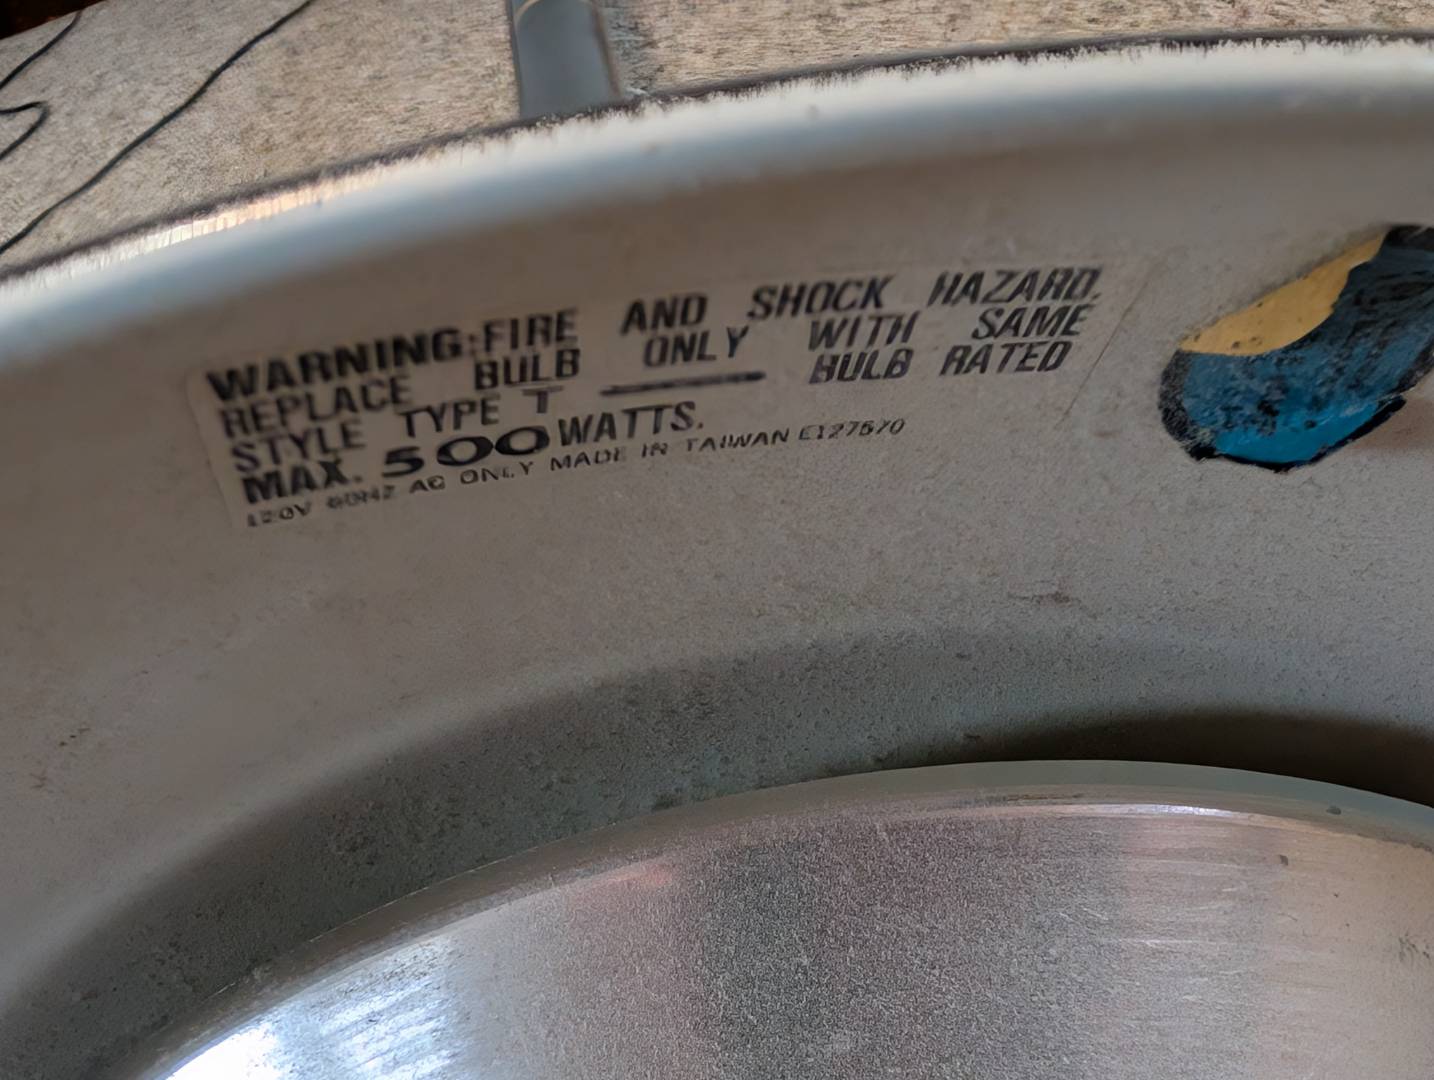 WARNING:FIRE AND SHOCK HAZARD.
REPLACE BULB ONLY WITH SAME
STYLE TYPE T BULB RATED
MAX. 500 WATTS.
120V 60HZ AC ONLY MADE IN TAIWAN E127570